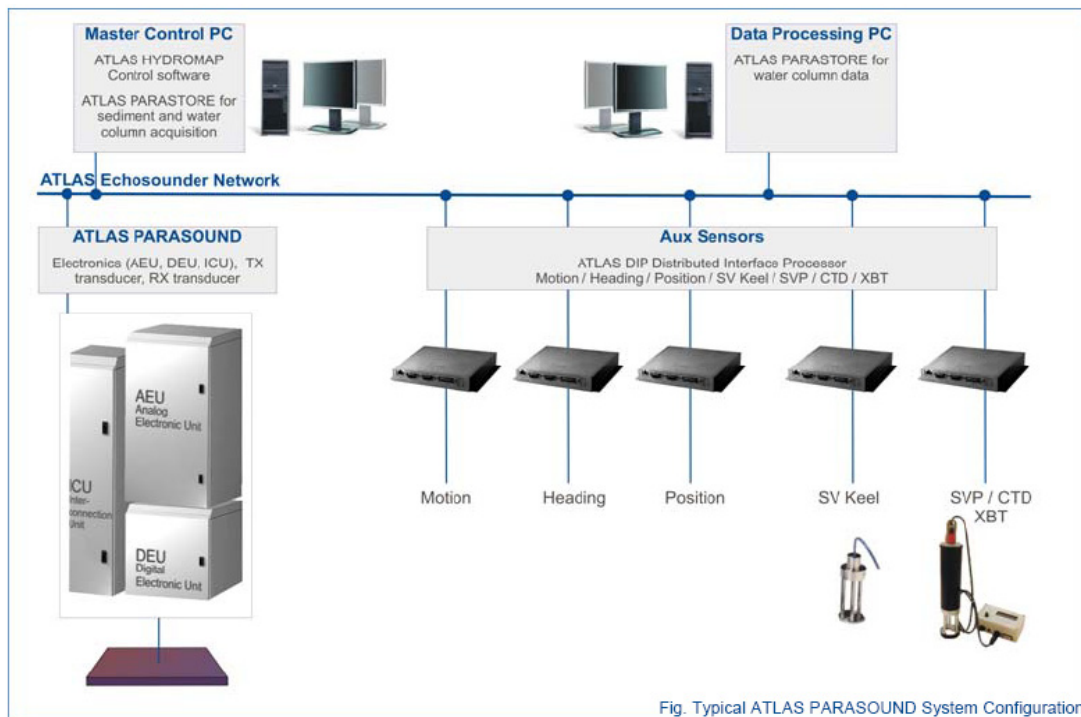 Master Control PC
ATLAS HYDROMAP
Control software
ATLAS PARASTORE for
sediment and water
column acquisition
Data Processing PC
ATLAS PARASTORE for
water column data
ATLAS Echosounder Network
ATLAS PARASOUND
Electronics (AEU, DEU, ICU), TX
transducer, RX transducer
Aux Sensors
ATLAS DIP Distributed Interface Processor
Motion / Heading / Position / SV Keel / SVP / CTD / XBT
AEU
Analog
Electronic Unit
ICU
Inter-
connection
Unit
DEU
Digital
Electronic Unit
Motion
Heading
Position
SV Keel
SVP / CTD
XBT
Fig. Typical ATLAS PARASOUND System Configuration